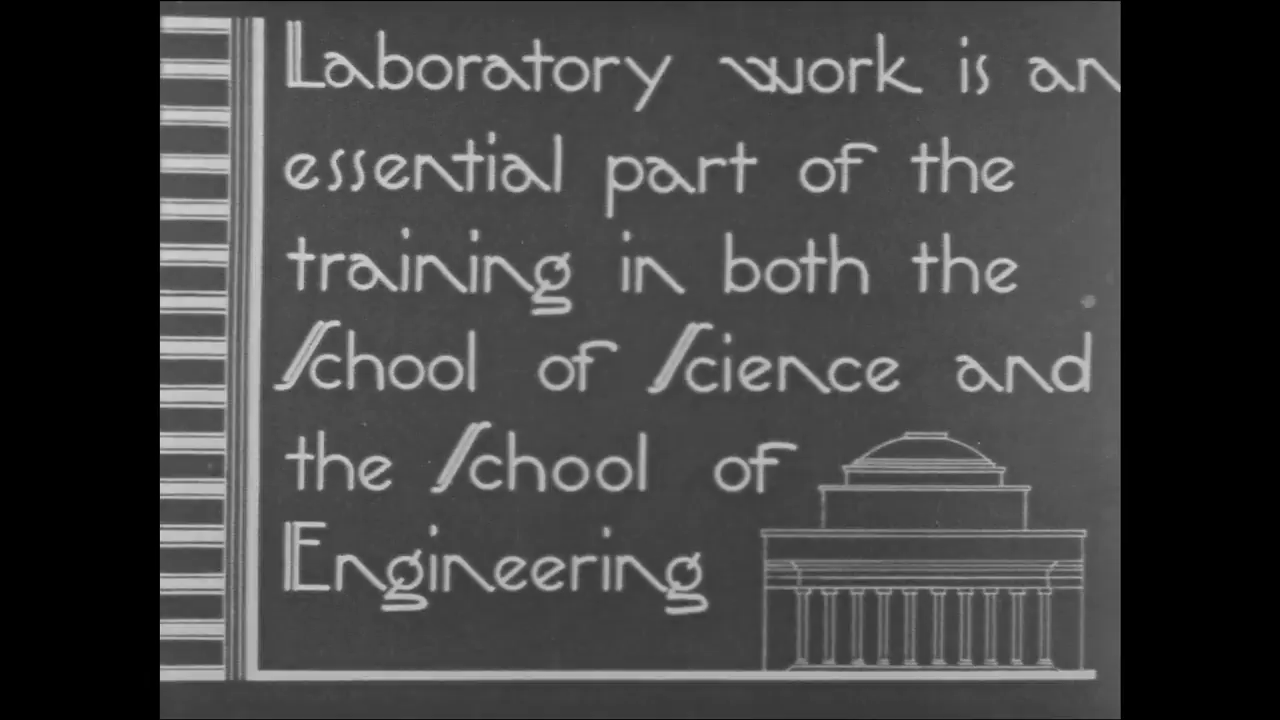 Laboratory work is an
essential part of the
training in both the
School of Science and
the School of
Engineering